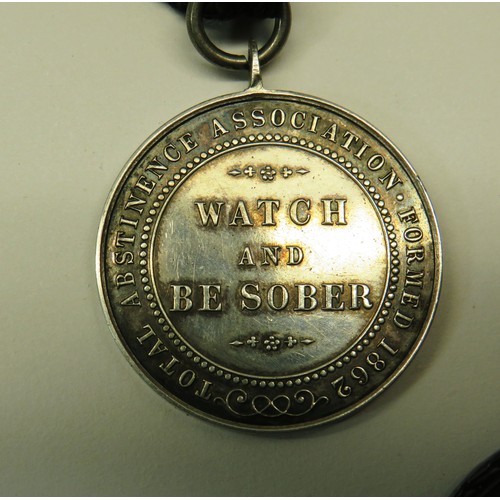 TOTAL ABSTINENCE ASSOCIATION · FORMED 1862
WATCH
AND
BE SOBER